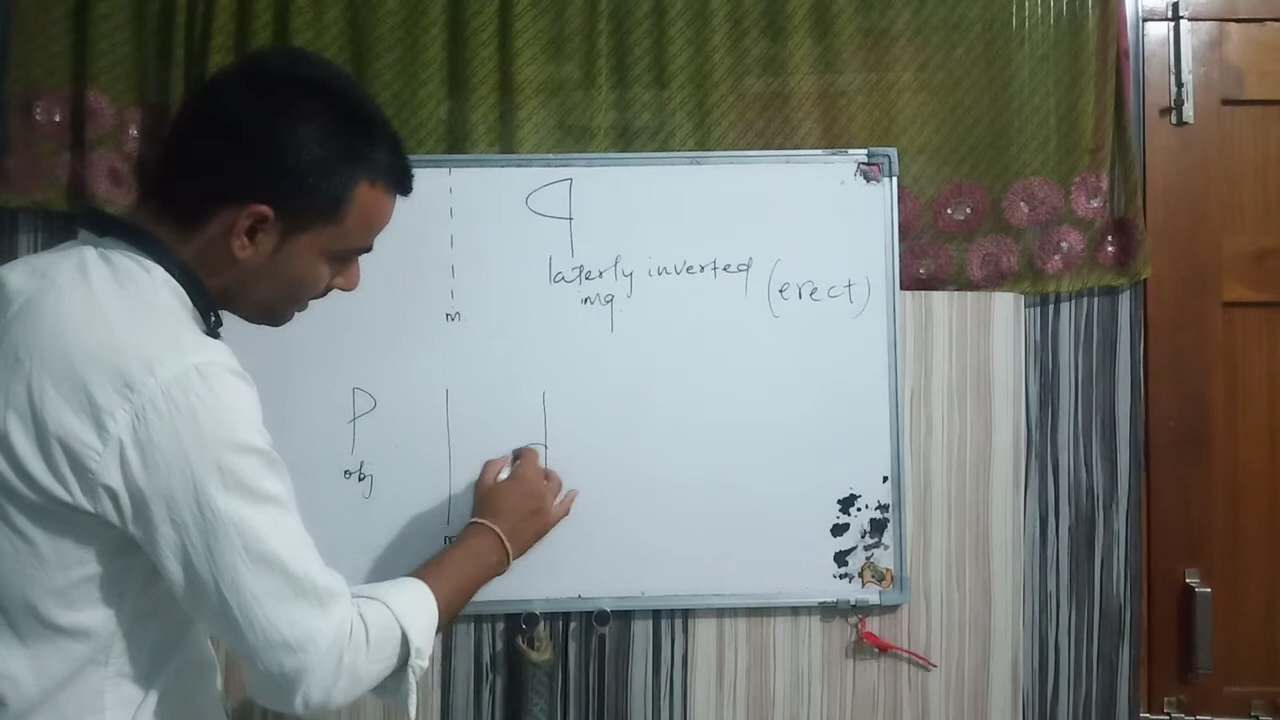 laterly inverted (erect)
img.
m.
P
obj
m